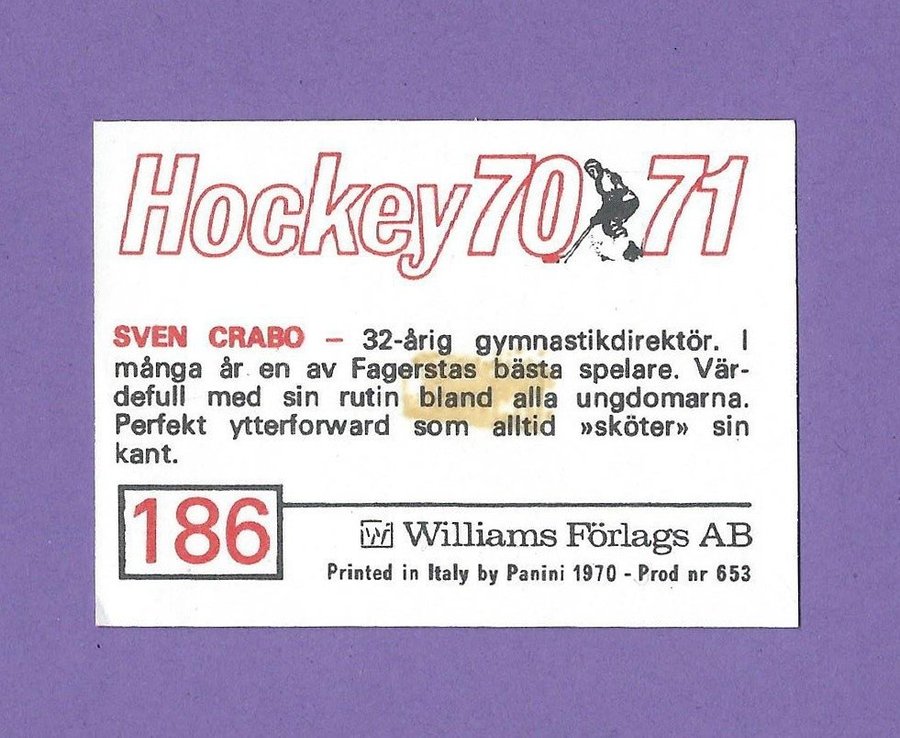 Hockey 70 71
SVEN CRABO – 32-årig gymnastikdirektör. I
många år en av Fagerstas bästa spelare. Vär-
defull med sin rutin bland alla ungdomarna.
Perfekt ytterforward som alltid »sköter» sin
kant.
186
W Williams Förlags AB
Printed in Italy by Panini 1970 - Prod nr 653